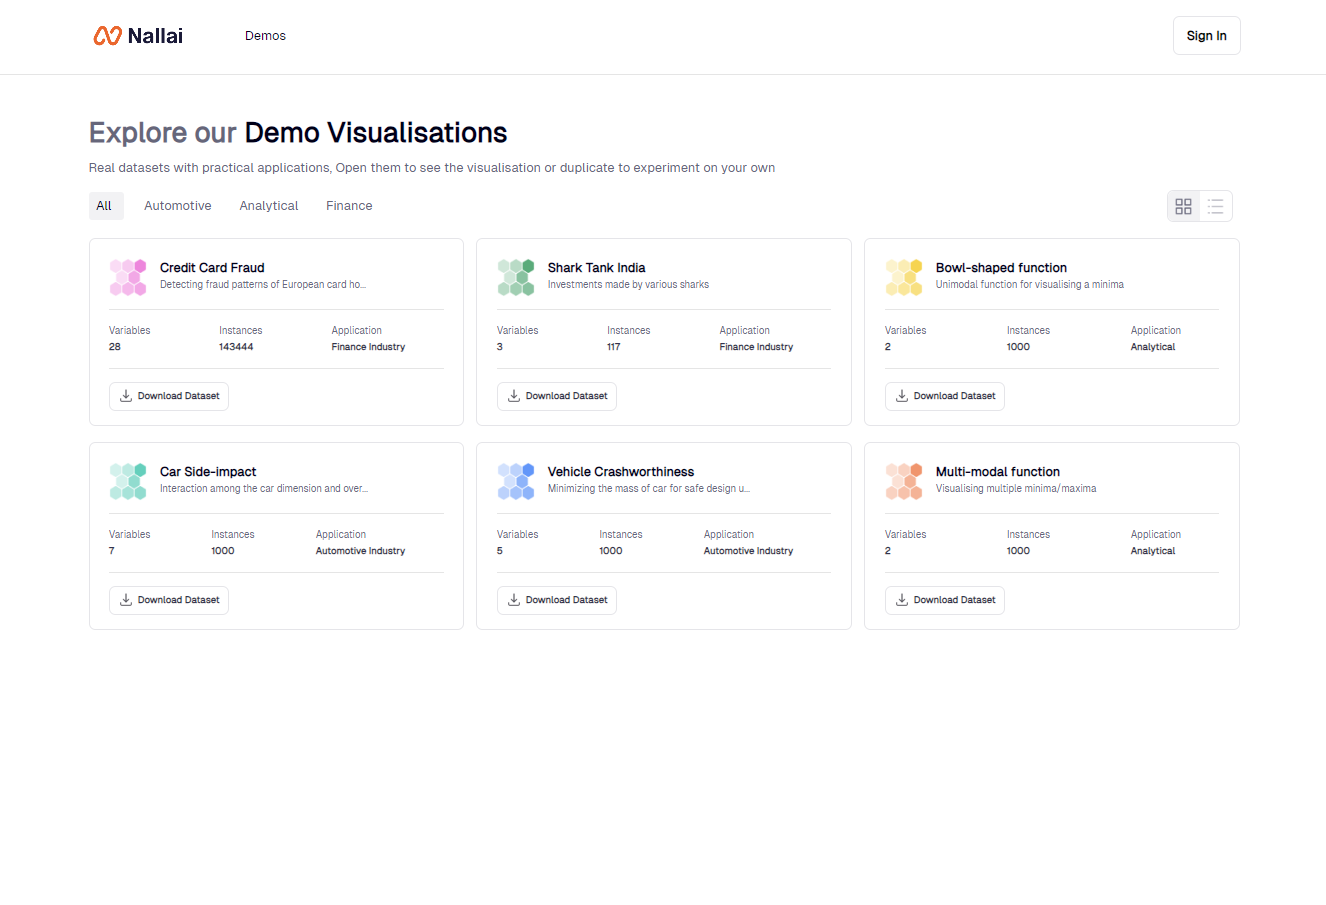 Nallai
Demos
Sign In
Explore our Demo Visualisations
Real datasets with practical applications, Open them to see the visualisation or duplicate to experiment on your own
All
Automotive
Analytical
Finance
Credit Card Fraud
Detecting fraud patterns of European card ho...
Variables Instances Application
28 143444 Finance Industry
Download Dataset
Shark Tank India
Investments made by various sharks
Variables Instances Application
3 117 Finance Industry
Download Dataset
Bowl-shaped function
Unimodal function for visualising a minima
Variables Instances Application
2 1000 Analytical
Download Dataset
Car Side-impact
Interaction among the car dimension and over...
Variables Instances Application
7 1000 Automotive Industry
Download Dataset
Vehicle Crashworthiness
Minimizing the mass of car for safe design u...
Variables Instances Application
5 1000 Automotive Industry
Download Dataset
Multi-modal function
Visualising multiple minima/maxima
Variables Instances Application
2 1000 Analytical
Download Dataset